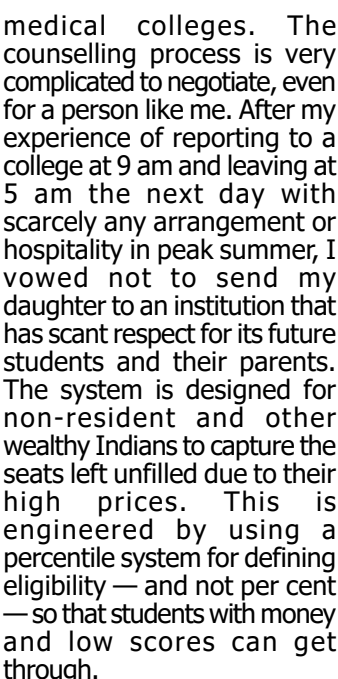 medical colleges. The
counselling process is very
complicated to negotiate, even
for a person like me. After my
experience of reporting to a
college at 9 am and leaving at
5 am the next day with
scarcely any arrangement or
hospitality in peak summer, I
vowed not to send my
daughter to an institution that
has scant respect for its future
students and their parents.
The system is designed for
non-resident and other
wealthy Indians to capture the
seats left unfilled due to their
high prices. This is
engineered by using a
percentile system for defining
eligibility — and not per cent
— so that students with money
and low scores can get
through.